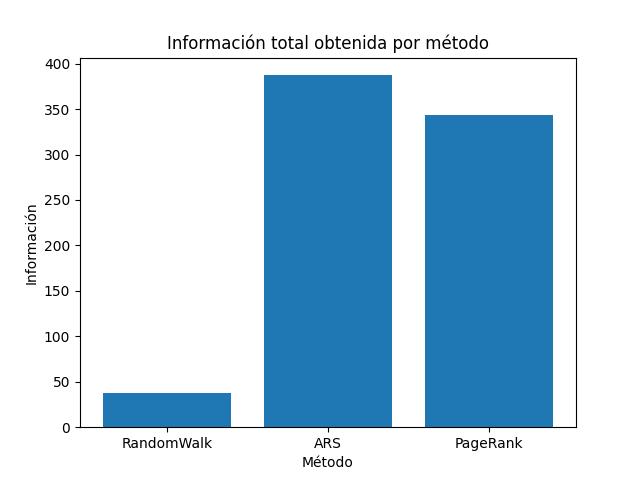 Información total obtenida por método
400
350
300
250
200
150
100
50
0
Información
RandomWalk ARS PageRank
Método